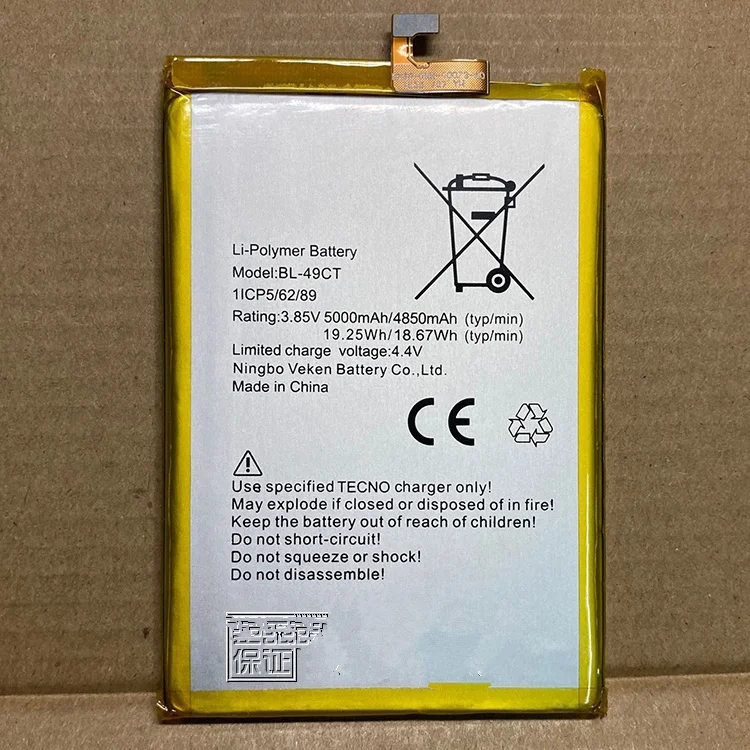 Li-Polymer Battery
Model:BL-49CT
1ICP5/62/89
Rating:3.85V 5000mAh/4850mAh (typ/min)
19.25Wh/18.67Wh (typ/min)
Limited charge voltage:4.4V
Ningbo Veken Battery Co.,Ltd.
Made in China
CE
Use specified TECNO charger only!
May explode if closed or disposed of in fire!
Keep the battery out of reach of children!
Do not short-circuit!
Do not squeeze or shock!
Do not disassemble!
保证